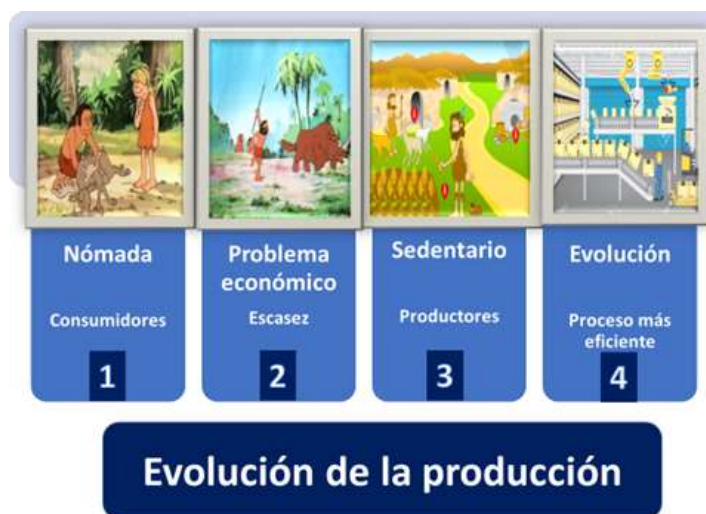 Nómada
Consumidores
1
Problema
económico
Escasez
2
Sedentario
Productores
3
Evolución
Proceso más
eficiente
4
Evolución de la producción